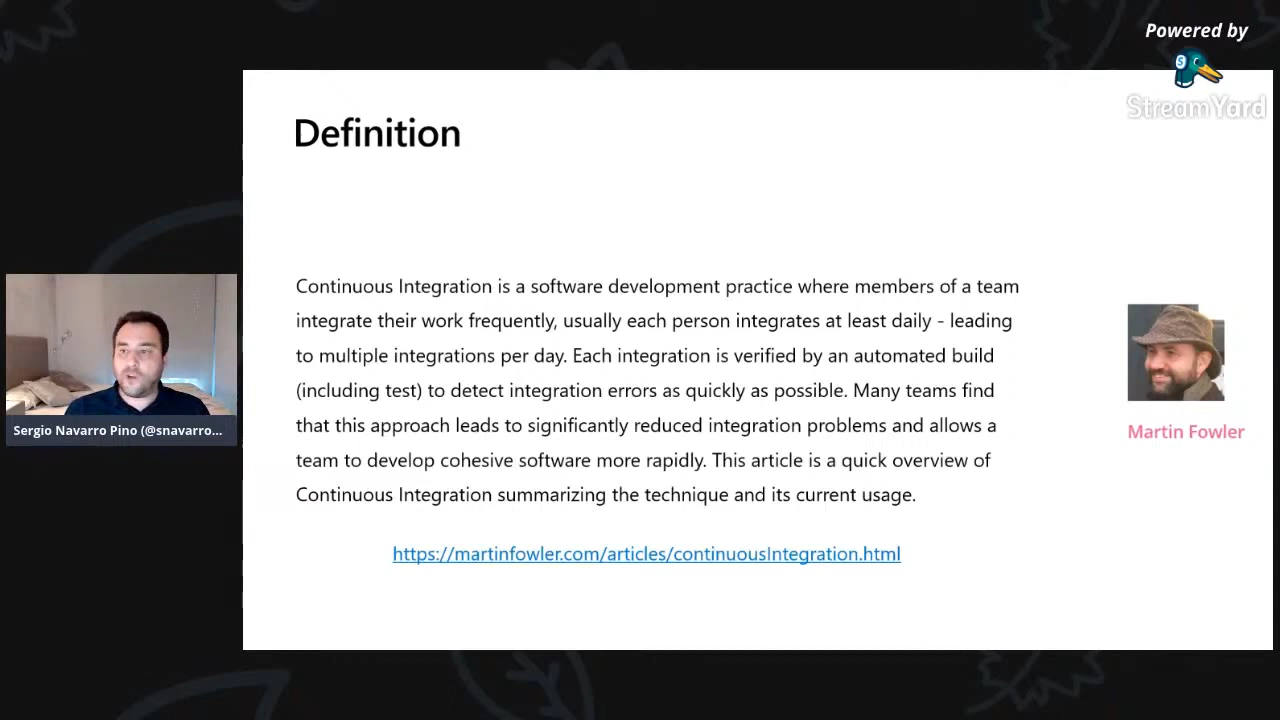 Powered by
StreamYard
Definition
Continuous Integration is a software development practice where members of a team
integrate their work frequently, usually each person integrates at least daily - leading
to multiple integrations per day. Each integration is verified by an automated build
(including test) to detect integration errors as quickly as possible. Many teams find
that this approach leads to significantly reduced integration problems and allows a
team to develop cohesive software more rapidly. This article is a quick overview of
Continuous Integration summarizing the technique and its current usage.
https://martinfowler.com/articles/continuousIntegration.html
Martin Fowler
Sergio Navarro Pino (@snavarro...